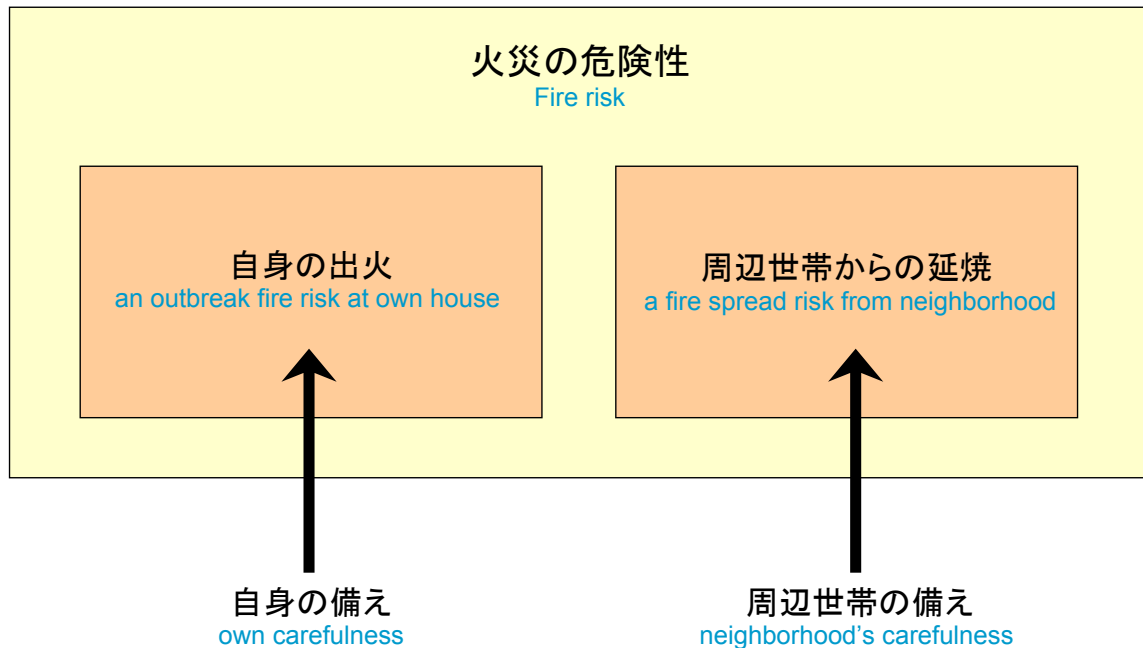 火災の危険性
Fire risk
自身の出火
an outbreak fire risk at own house
周辺世帯からの延焼
a fire spread risk from neighborhood
自身の備え
own carefulness
周辺世帯の備え
neighborhood’s carefulness